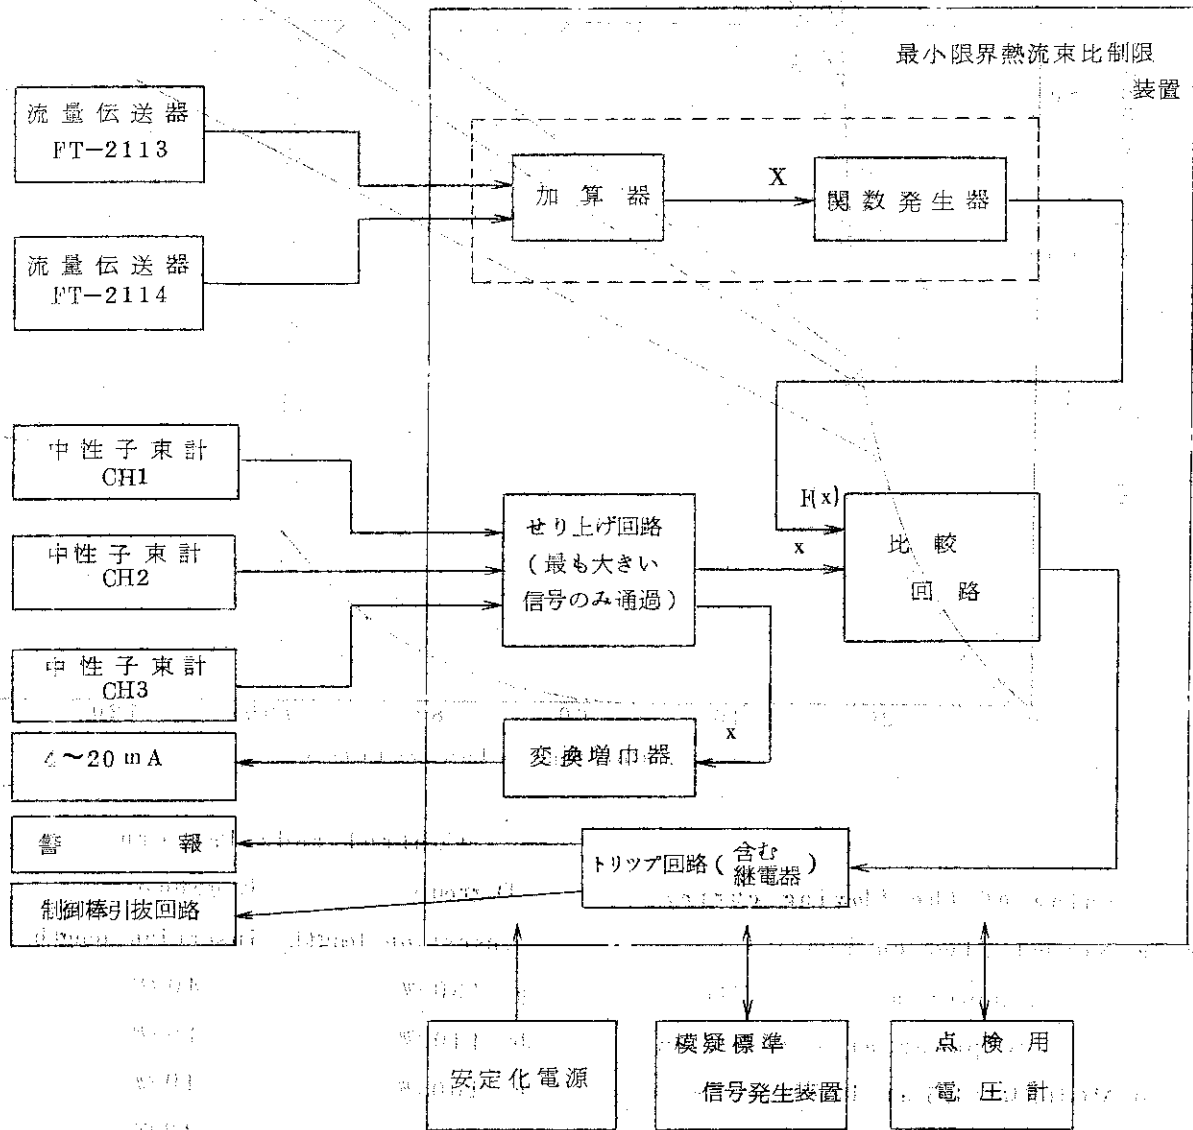 最小限界熱流束比制限
装置
流量伝送器
FT-2113
加算器
X
関数発生器
流量伝送器
FT-2114
中性子束計
CH1
せり上げ回路
(最も大きい
信号のみ通過)
F(x)
x
比較
回路
中性子束計
CH2
中性子束計
CH3
4〜20mA
変換増巾器
x
警報
トリップ回路(含む
継電器)
制御棒引抜回路
安定化電源
模擬標準
信号発生装置
点検用
電圧計